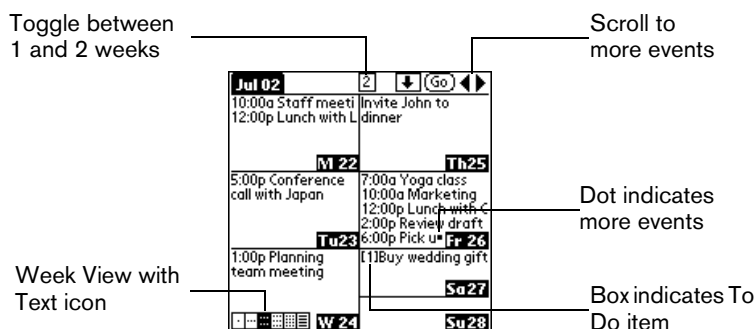 Toggle between
1 and 2 weeks
Scroll to
more events
Jul 02
2
Go
10:00a Staff meeti
12:00p Lunch with L
M 22
Invite John to
dinner
Th25
5:00p Conference
call with Japan
Tu23
7:00a Yoga class
10:00a Marketing
12:00p Lunch with C
2:00p Review draft
6:00p Pick u
Fr 26
Dot indicates
more events
1:00p Planning
team meeting
W 24
[1]Buy wedding gift
Sa27
Su28
Week View with
Text icon
Box indicates To
Do item